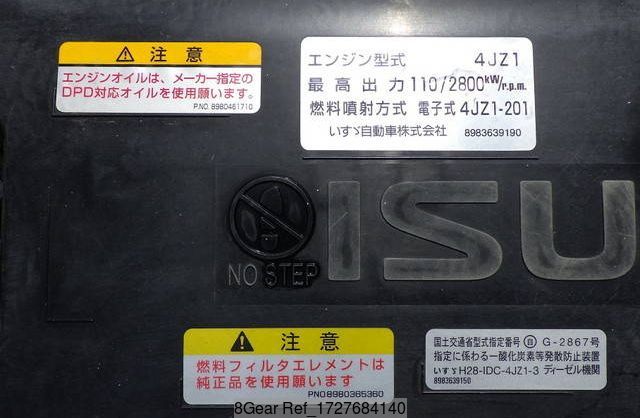 ⚠ 注意
エンジンオイルは、メーカー指定の
DPD対応オイルを使用願います。
P.NO. 8980461710
エンジン型式 4JZ1
最高出力 110/2800kW/r.p.m.
燃料噴射方式 電子式 4JZ1-201
いすゞ自動車株式会社 8983639190
NO STEP
ISU
⚠ 注意
燃料フィルタエレメントは
純正品を使用願います。
PNO8980365360
国土交通省型式指定番号 自 G-2867号
指定に係わる一酸化炭素等発散防止装置
いすゞH28-IDC-4JZ1-3 ディーゼル機関
8983639150
8Gear Ref_1727684140